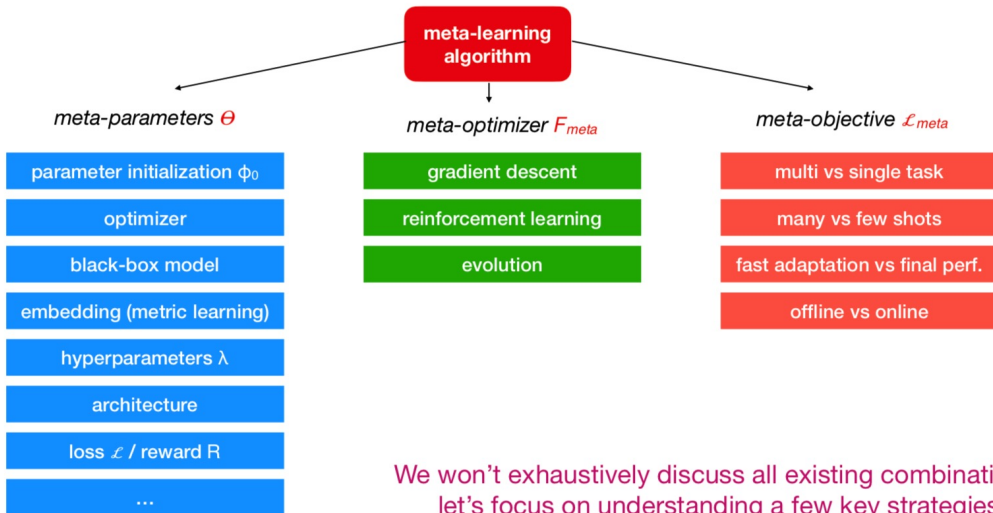 meta-learning
algorithm
meta-parameters Θ
meta-optimizer Fmeta
meta-objective ℒmeta
parameter initialization ϕ₀
optimizer
black-box model
embedding (metric learning)
hyperparameters λ
architecture
loss ℒ / reward R
...
gradient descent
reinforcement learning
evolution
multi vs single task
many vs few shots
fast adaptation vs final perf.
offline vs online
We won’t exhaustively discuss all existing
let’s focus on understanding a few key strategies